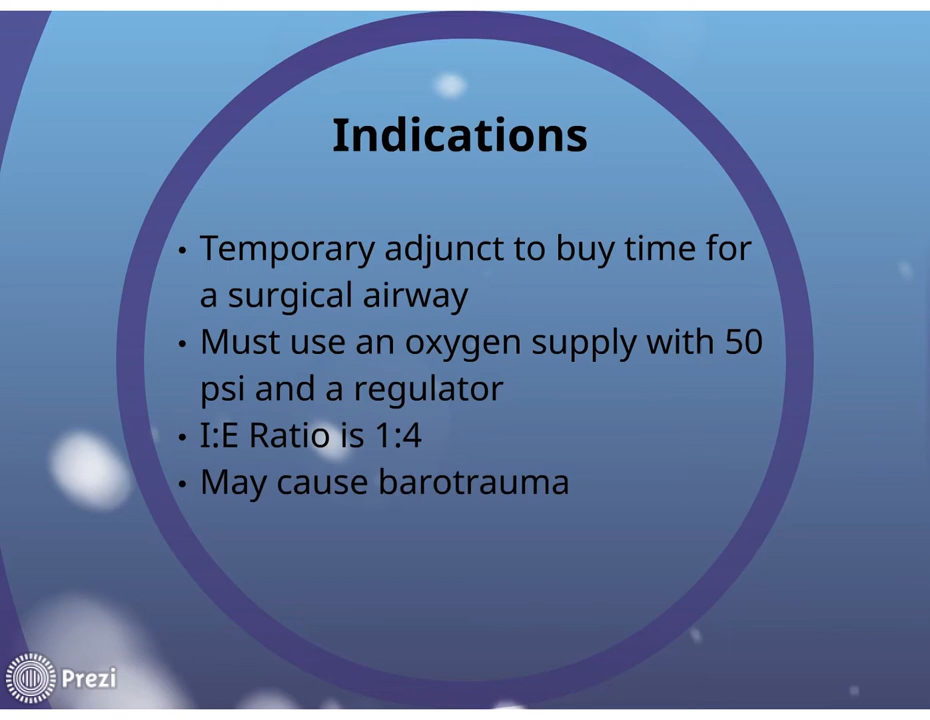 Indications
• Temporary adjunct to buy time for
a surgical airway
• Must use an oxygen supply with 50
psi and a regulator
• I:E Ratio is 1:4
• May cause barotrauma
Prezi